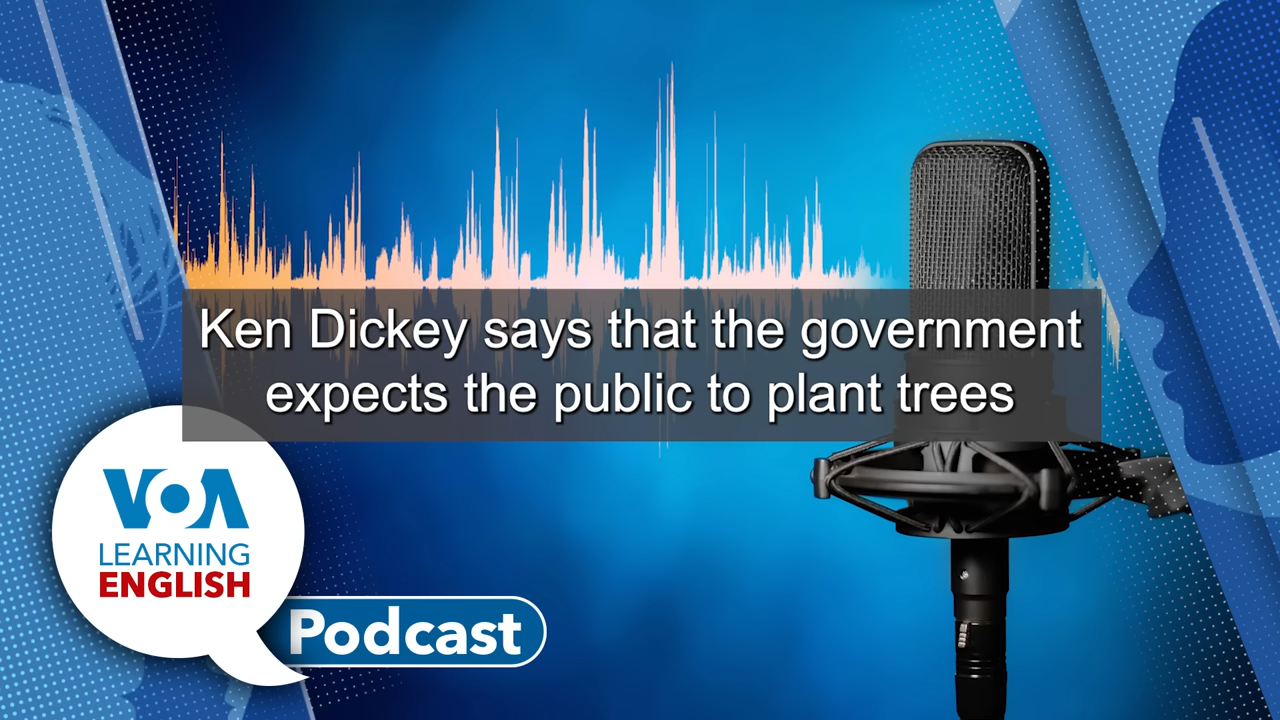 Ken Dickey says that the government
expects the public to plant trees
VOA
LEARNING
ENGLISH
Podcast